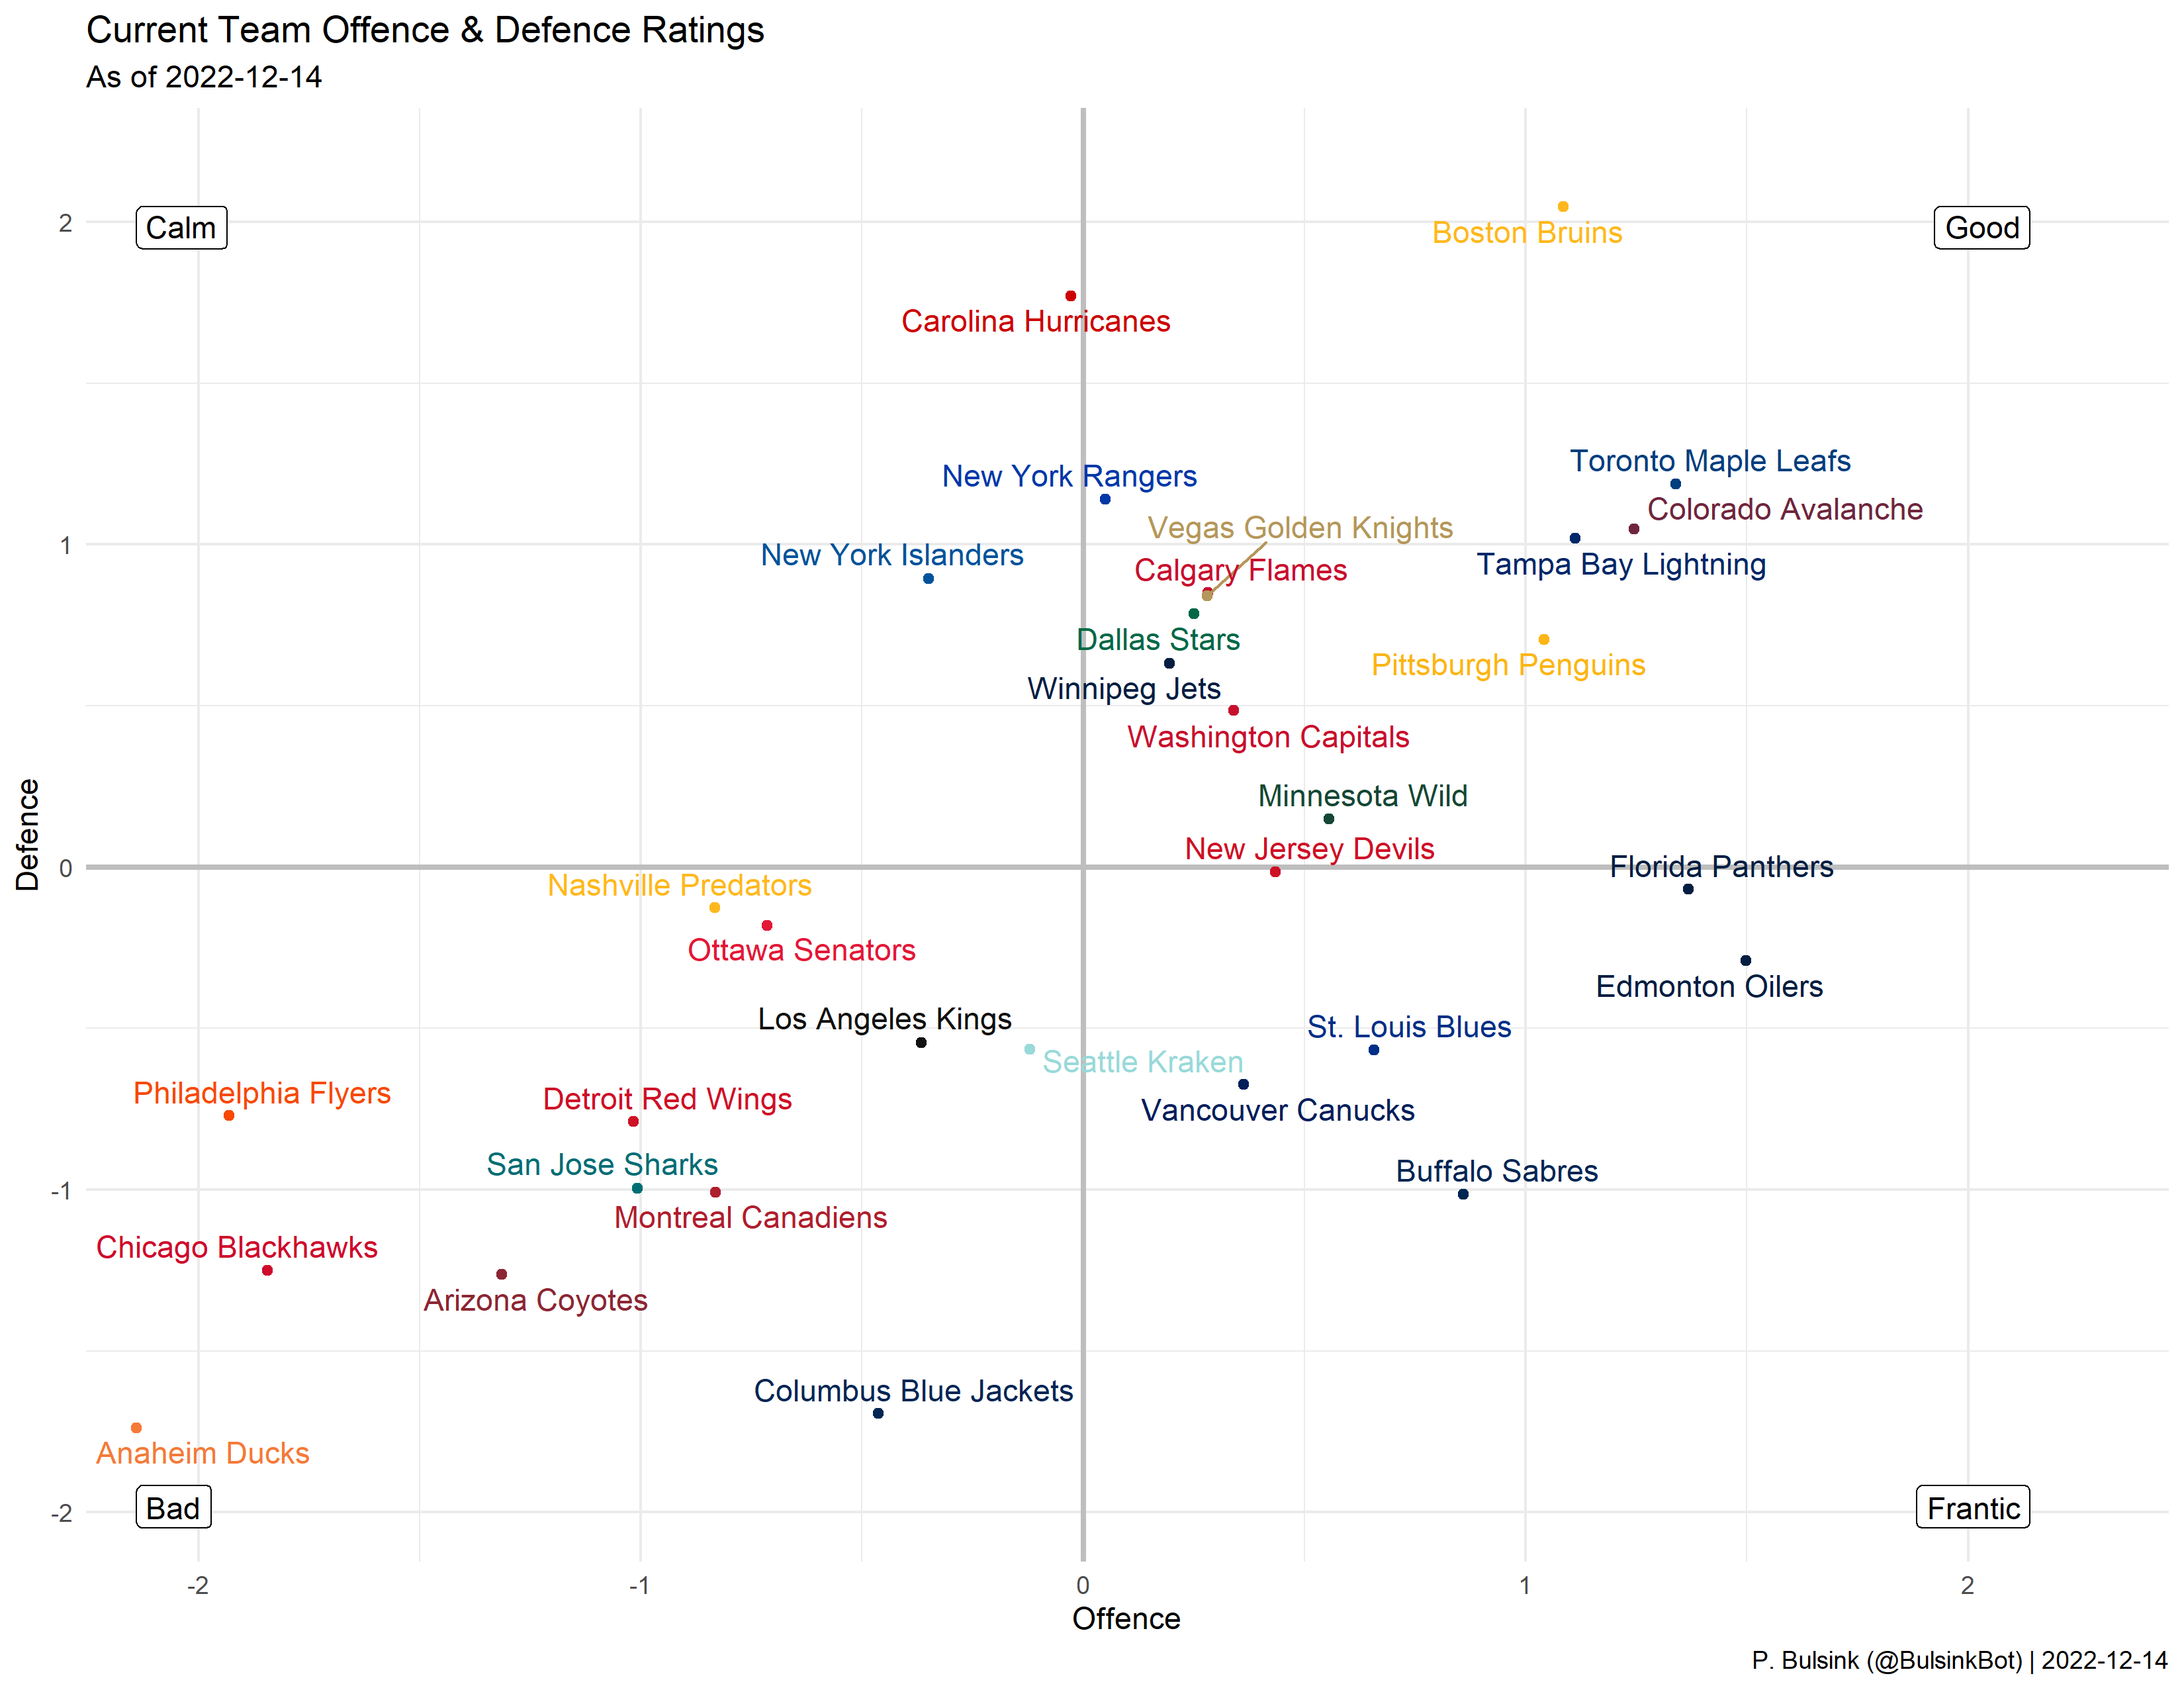 Current Team Offence & Defence Ratings
As of 2022-12-14
Calm
Good
2
Boston Bruins
Carolina Hurricanes
Toronto Maple Leafs
New York Rangers
Colorado Avalanche
Vegas Golden Knights
1
New York Islanders
Tampa Bay Lightning
Calgary Flames
Dallas Stars
Pittsburgh Penguins
Winnipeg Jets
Washington Capitals
Minnesota Wild
Defence
New Jersey Devils
0
Florida Panthers
Nashville Predators
Ottawa Senators
Edmonton Oilers
Los Angeles Kings
St. Louis Blues
Seattle Kraken
Philadelphia Flyers
Detroit Red Wings
Vancouver Canucks
San Jose Sharks
Buffalo Sabres
-1
Montreal Canadiens
Chicago Blackhawks
Arizona Coyotes
Columbus Blue Jackets
Anaheim Ducks
Bad
Frantic
-2
-2 -1 0 1 2
Offence
P. Bulsink (@BulsinkBot) | 2022-12-14